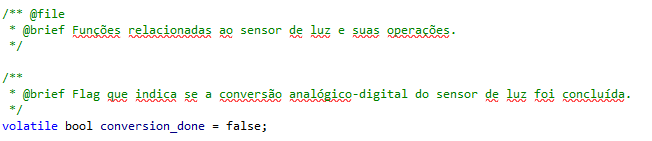 /** @file
 * @brief Funções relacionadas ao sensor de luz e suas operações.
 */
/**
 * @brief Flag que indica se a conversão analógico-digital do sensor de luz foi concluída.
 */
volatile bool conversion_done = false;